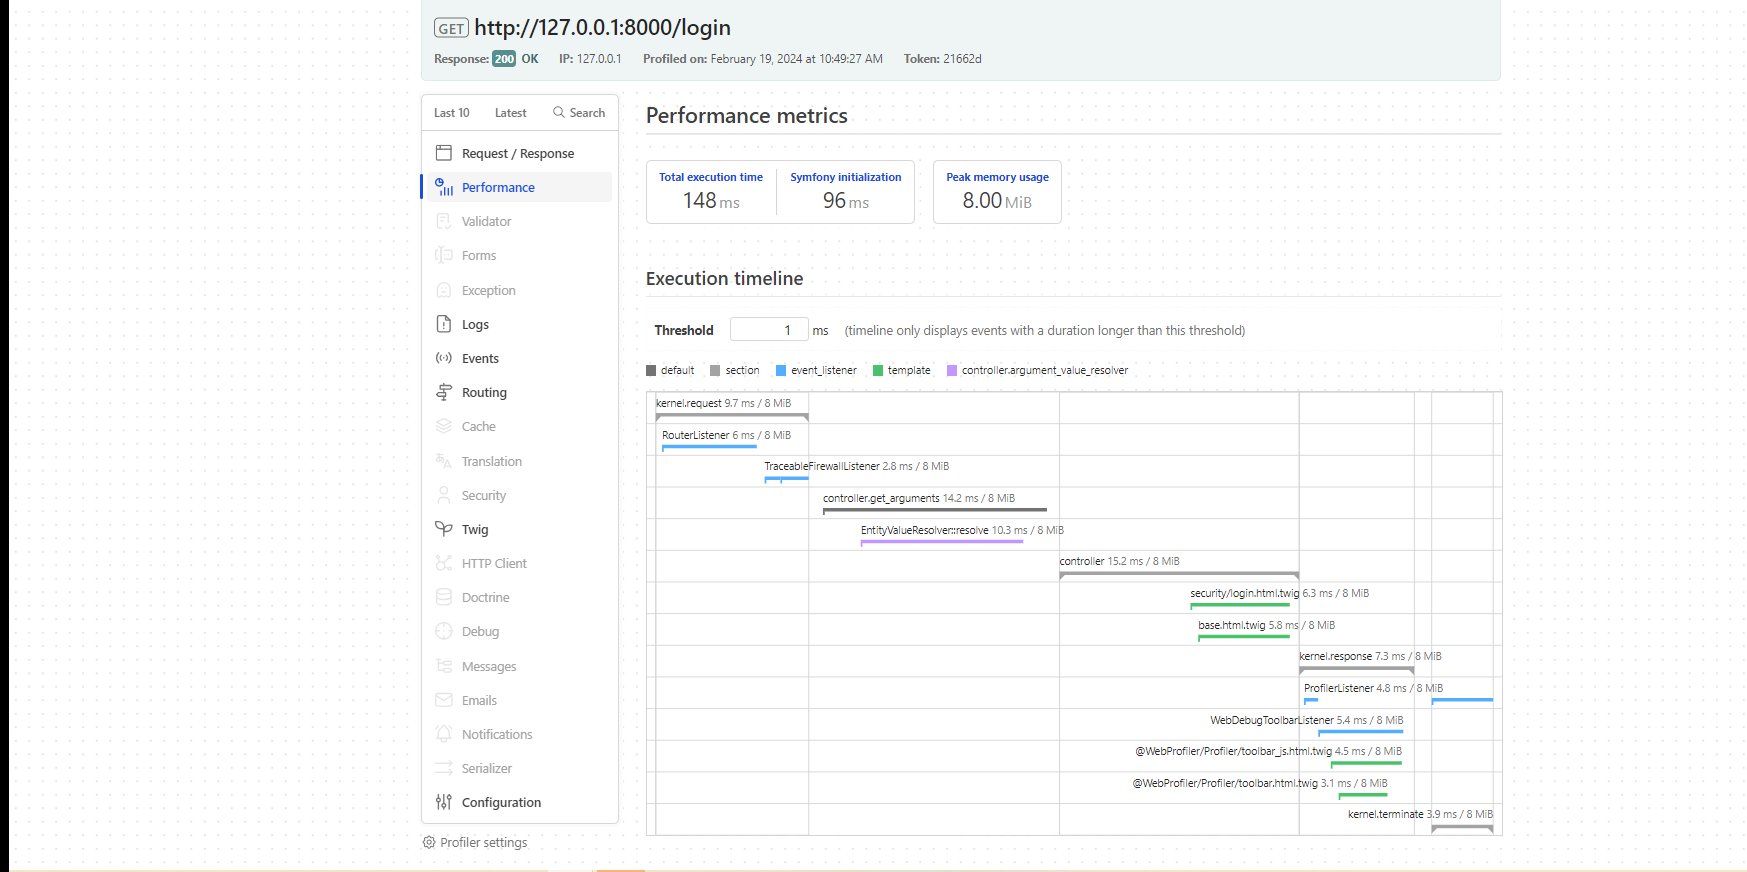 GET http://127.0.0.1:8000/login
Response: 200 OK IP: 127.0.0.1 Profiled on: February 19, 2024 at 10:49:27 AM Token: 21662d
Last 10 Latest Search
Request / Response
Performance
Validator
Forms
Exception
Logs
Events
Routing
Cache
Translation
Security
Twig
HTTP Client
Doctrine
Debug
Messages
Emails
Notifications
Serializer
Configuration
Profiler settings
Performance metrics
Total execution time Symfony initialization Peak memory usage
148 ms 96 ms 8.00 MiB
Execution timeline
Threshold 1 ms (timeline only displays events with a duration longer than this threshold)
default section event_listener template controller.argument_value_resolver
kernel.request 9.7 ms / 8 MiB
RouterListener 6 ms / 8 MiB
TraceableFirewallListener 2.8 ms / 8 MiB
controller.get_arguments 14.2 ms / 8 MiB
EntityValueResolver::resolve 10.3 ms / 8 MiB
controller 15.2 ms / 8 MiB
security/login.html.twig 6.3 ms / 8 MiB
base.html.twig 5.8 ms / 8 MiB
kernel.response 7.3 ms / 8 MiB
ProfilerListener 4.8 ms / 8 MiB
WebDebugToolbarListener 5.4 ms / 8 MiB
@WebProfiler/Profiler/toolbar_js.html.twig 4.5 ms / 8 MiB
@WebProfiler/Profiler/toolbar.html.twig 3.1 ms / 8 MiB
kernel.terminate 3.9 ms / 8 MiB